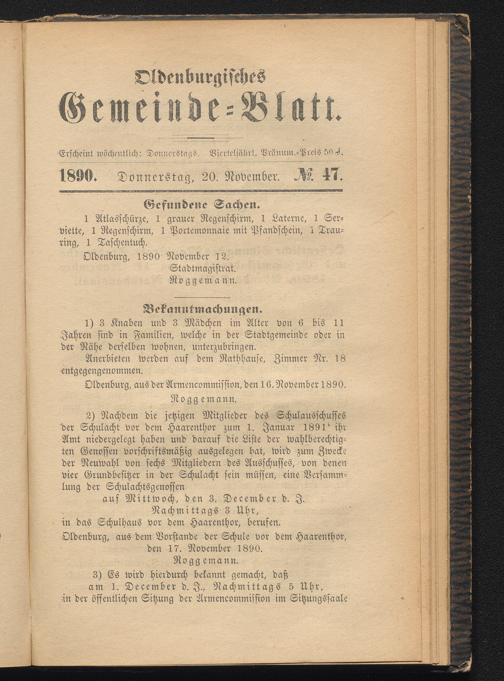 Oldenburgisches
Gemeinde=Blatt.
Erscheint wöchentlich: Donnerstags. Vierteljährl. Pränum.=Preis 50 ₰.
1890. Donnerstag, 20. November. № 47.
Gefundene Sachen.
1 Atlasschürze, 1 grauer Regenschirm, 1 Laterne, 1 Ser=
viette, 1 Regenschirm, 1 Portemonnaie mit Pfandschein, 1 Trau=
ring, 1 Taschentuch.
Oldenburg, 1890 November 12.
Stadtmagistrat.
Roggemann.
Bekanntmachungen.
1) 3 Knaben und 3 Mädchen im Alter von 6 bis 11
Jahren sind in Familien, welche in der Stadtgemeinde oder in
der Nähe derselben wohnen, unterzubringen.
Anerbieten werden auf dem Rathhause, Zimmer Nr. 18
entgegengenommen.
Oldenburg, aus der Armencommission, den 16. November 1890.
Roggemann.
2) Nachdem die jetzigen Mitglieder des Schulausschusses
der Schulacht vor dem Haarenthor zum 1. Januar 1891 ihr
Amt niedergelegt haben und darauf die Liste der wahlberechtig=
ten Genossen vorschriftsmäßig ausgelegen hat, wird zum Zwecke
der Neuwahl von sechs Mitgliedern des Ausschusses, von denen
vier Grundbesitzer in der Schulacht sein müssen, eine Versamm=
lung der Schulachtsgenossen
auf Mittwoch, den 3. December d. J.
Nachmittags 3 Uhr,
in das Schulhaus vor dem Haarenthor, berufen.
Oldenburg, aus dem Vorstande der Schule vor dem Haarenthor,
den 17. November 1890.
Roggemann.
3) Es wird hierdurch bekannt gemacht, daß
am 1. December d. J., Nachmittags 5 Uhr,
in der öffentlichen Sitzung der Armencommission im Sitzungssaale